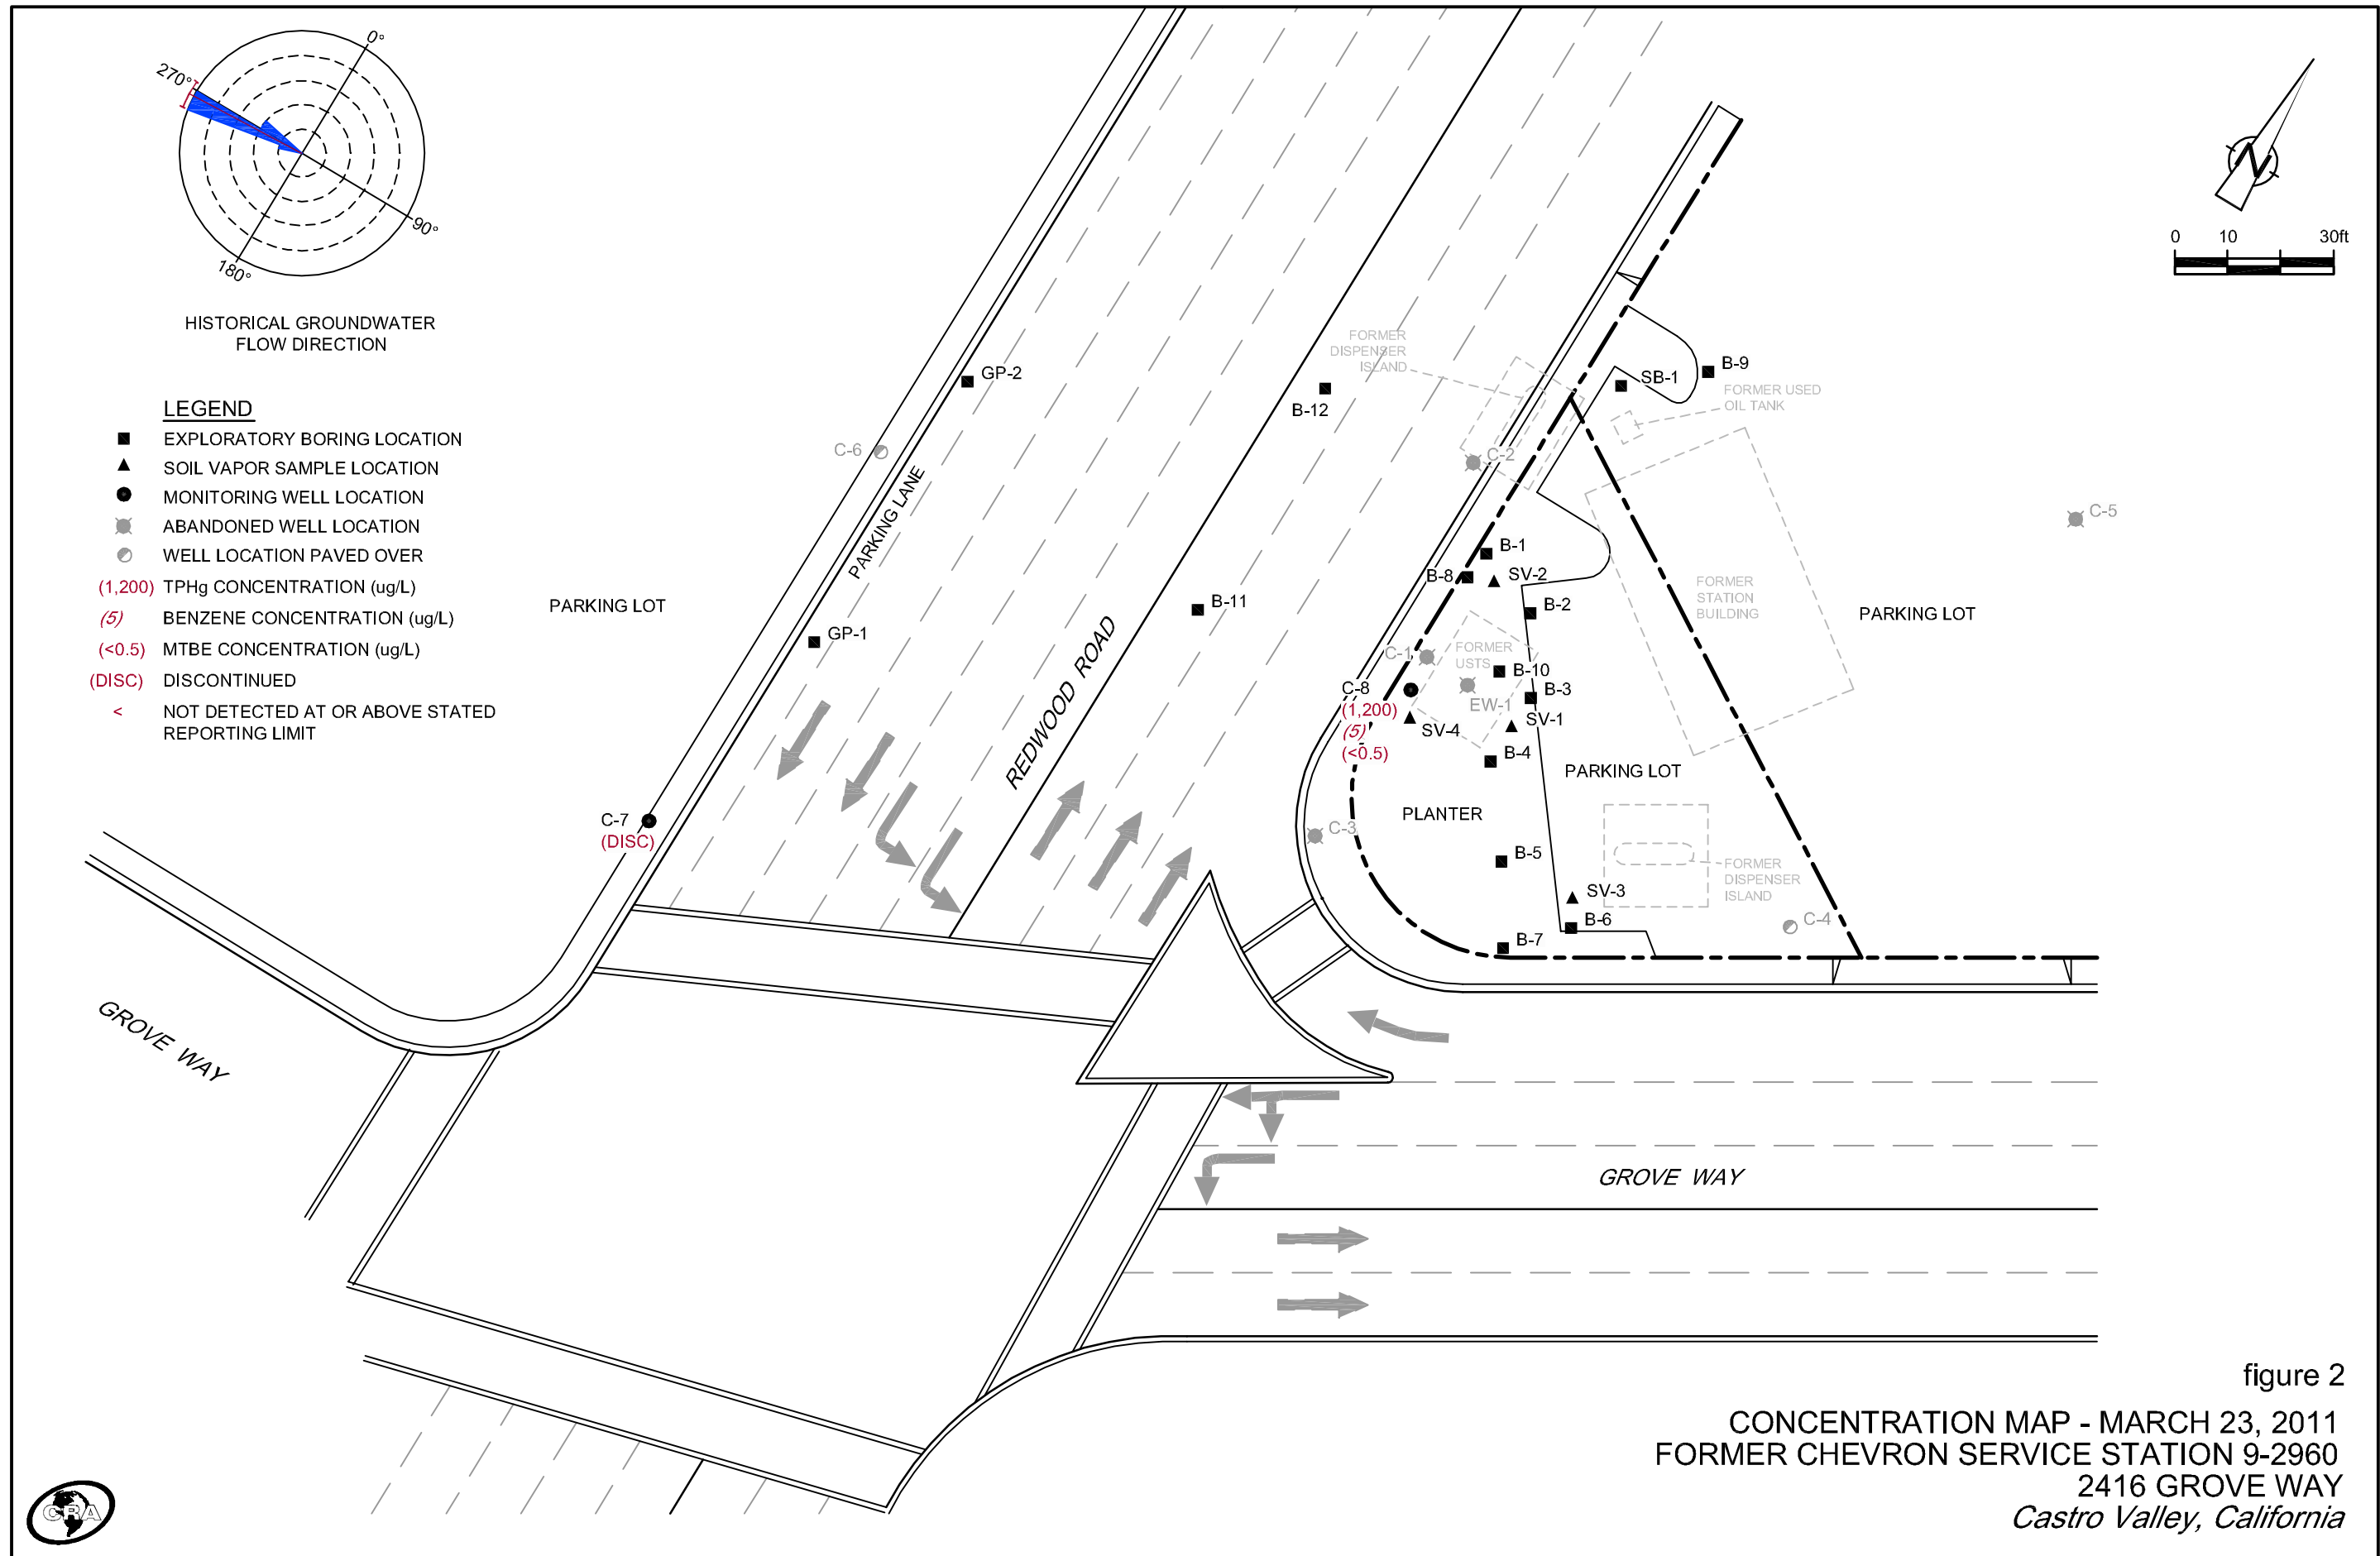 0°
270°
90°
180°
HISTORICAL GROUNDWATER
FLOW DIRECTION
LEGEND
EXPLORATORY BORING LOCATION
SOIL VAPOR SAMPLE LOCATION
MONITORING WELL LOCATION
ABANDONED WELL LOCATION
WELL LOCATION PAVED OVER
(1,200) TPHg CONCENTRATION (ug/L)
(5) BENZENE CONCENTRATION (ug/L)
(<0.5) MTBE CONCENTRATION (ug/L)
(DISC) DISCONTINUED
< NOT DETECTED AT OR ABOVE STATED
REPORTING LIMIT
N
0 10 30ft
GP-2
C-6
PARKING LANE
PARKING LOT
GP-1
C-7
(DISC)
REDWOOD ROAD
B-12
B-11
FORMER
DISPENSER
ISLAND
C-2
SB-1
B-9
FORMER USED
OIL TANK
C-5
B-1
B-8
SV-2
B-2
FORMER
STATION
BUILDING
PARKING LOT
C-1
FORMER
USTS
B-10
C-8
(1,200)
(5)
(<0.5)
EW-1
B-3
SV-1
SV-4
B-4
PARKING LOT
PLANTER
C-3
B-5
FORMER
DISPENSER
ISLAND
SV-3
B-6
C-4
B-7
GROVE WAY
GROVE WAY
figure 2
CONCENTRATION MAP - MARCH 23, 2011
FORMER CHEVRON SERVICE STATION 9-2960
2416 GROVE WAY
Castro Valley, California
CRA